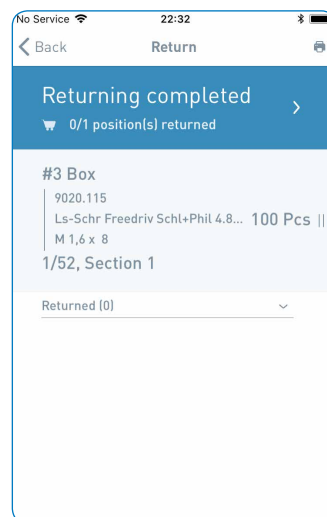 No Service 22:32
Back Return
Returning completed
0/1 position(s) returned
#3 Box
9020.115
Ls-Schr Freedriv Schl+Phil 4.8... 100 Pcs
M 1,6 x 8
1/52, Section 1
Returned (0)